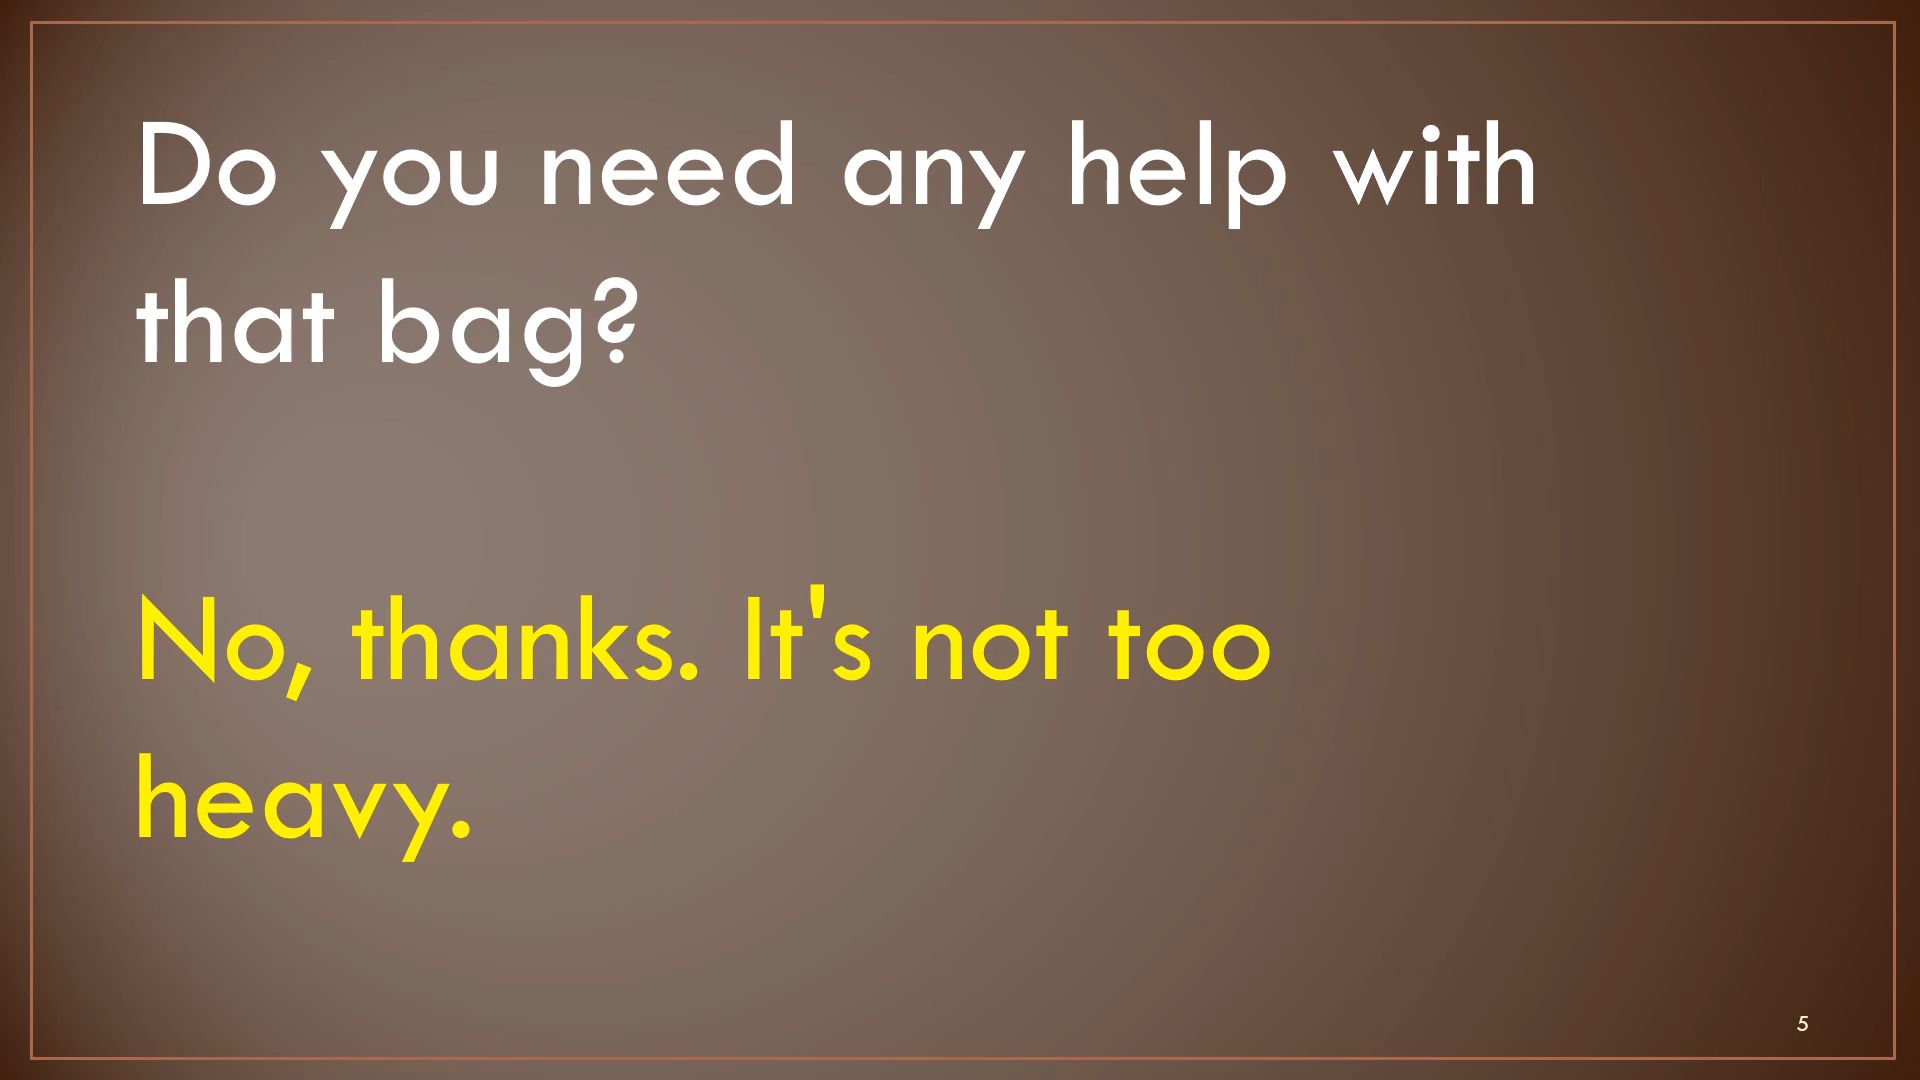 Do you need any help with
that bag?
No, thanks. It's not too
heavy.
5